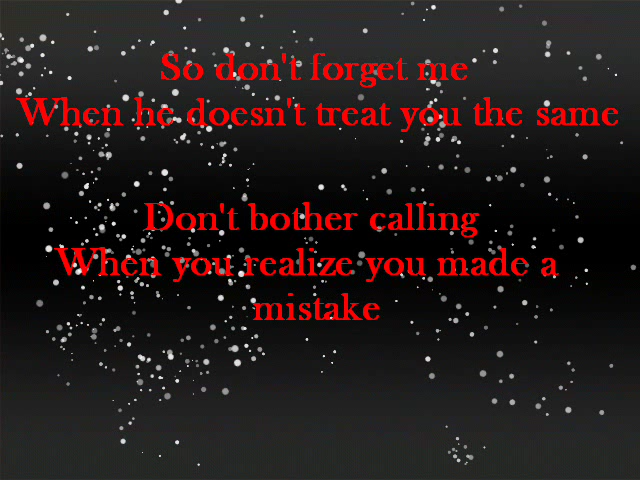 So don't forget me
When he doesn't treat you the same
Don't bother calling
When you realize you made a
mistake